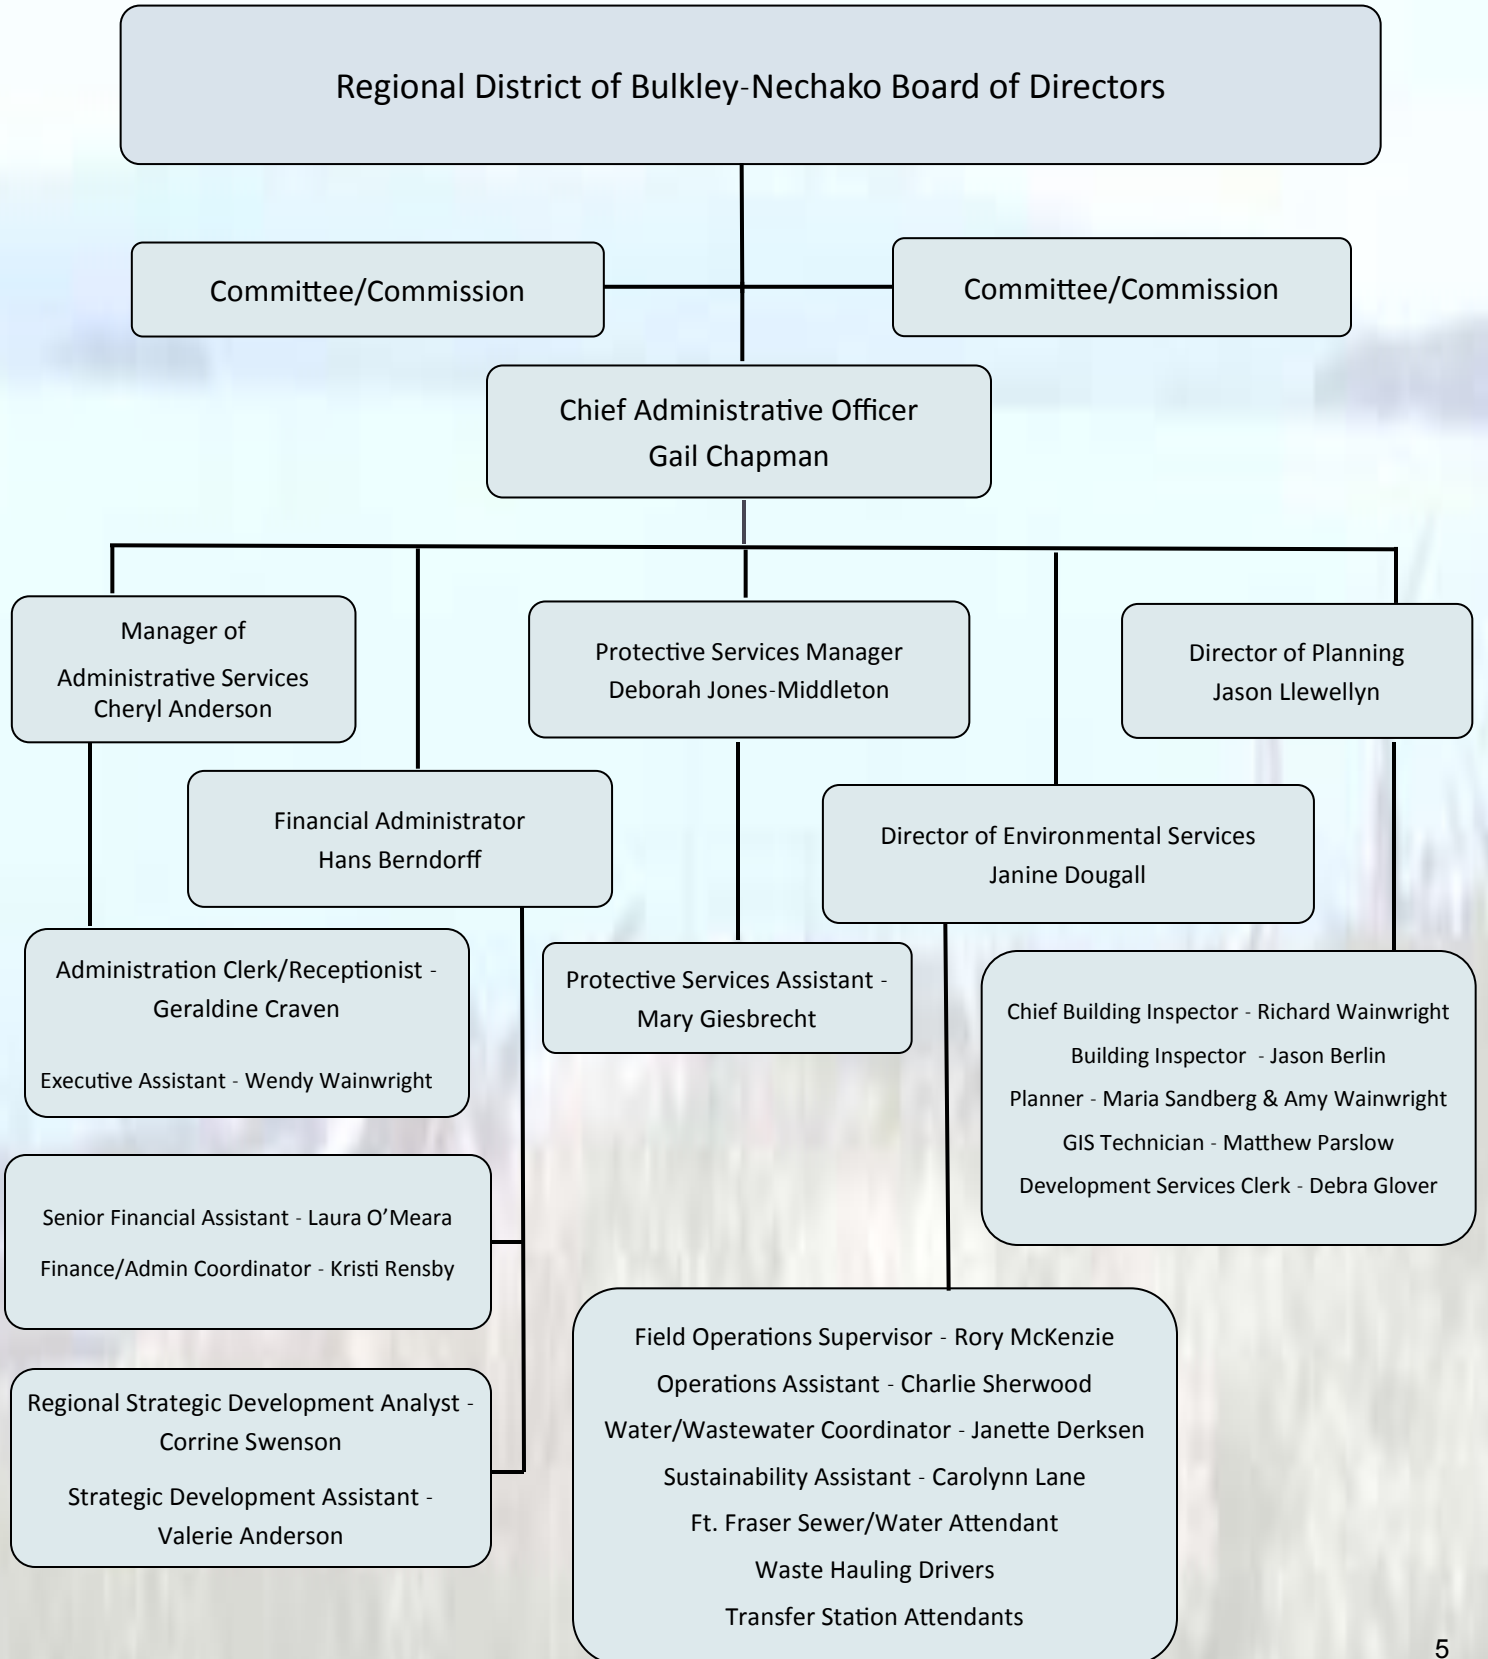 Regional District of Bulkley-Nechako Board of Directors
Committee/Commission
Committee/Commission
Chief Administrative Officer
Gail Chapman
Manager of
Administrative Services
Cheryl Anderson
Protective Services Manager
Deborah Jones-Middleton
Director of Planning
Jason Llewellyn
Financial Administrator
Hans Berndorff
Director of Environmental Services
Janine Dougall
Administration Clerk/Receptionist -
Geraldine Craven
Executive Assistant - Wendy Wainwright
Protective Services Assistant -
Mary Giesbrecht
Chief Building Inspector - Richard Wainwright
Building Inspector - Jason Berlin
Planner - Maria Sandberg & Amy Wainwright
GIS Technician - Matthew Parslow
Development Services Clerk - Debra Glover
Senior Financial Assistant - Laura O’Meara
Finance/Admin Coordinator - Kristi Rensby
Regional Strategic Development Analyst -
Corrine Swenson
Strategic Development Assistant -
Valerie Anderson
Field Operations Supervisor - Rory McKenzie
Operations Assistant - Charlie Sherwood
Water/Wastewater Coordinator - Janette Derksen
Sustainability Assistant - Carolynn Lane
Ft. Fraser Sewer/Water Attendant
Waste Hauling Drivers
Transfer Station Attendants
5